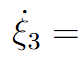 ξ̇₃ =